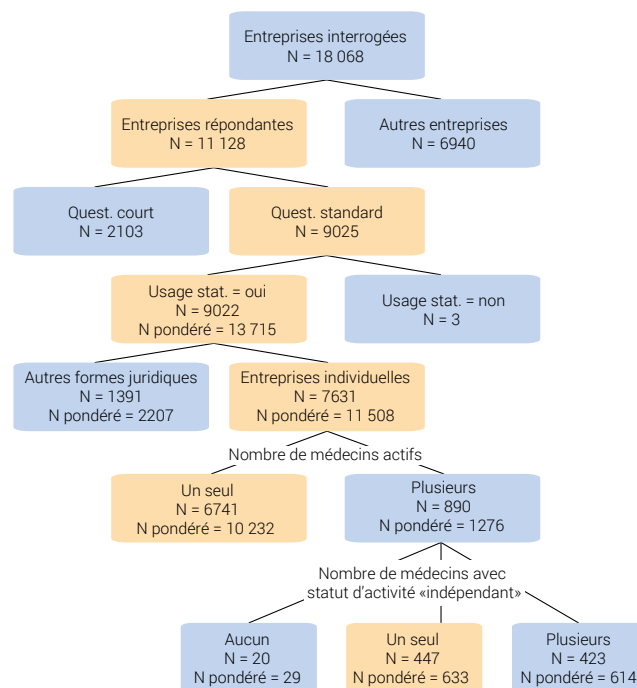 Entreprises interrogées
N = 18 068
Entreprises répondantes
N = 11 128
Autres entreprises
N = 6940
Quest. court
N = 2103
Quest. standard
N = 9025
Usage stat. = oui
N = 9022
N pondéré = 13 715
Usage stat. = non
N = 3
Autres formes juridiques
N = 1391
N pondéré = 2207
Entreprises individuelles
N = 7631
N pondéré = 11 508
Nombre de médecins actifs
Un seul
N = 6741
N pondéré = 10 232
Plusieurs
N = 890
N pondéré = 1276
Nombre de médecins avec
statut d’activité «indépendant»
Aucun
N = 20
N pondéré = 29
Un seul
N = 447
N pondéré = 633
Plusieurs
N = 423
N pondéré = 614